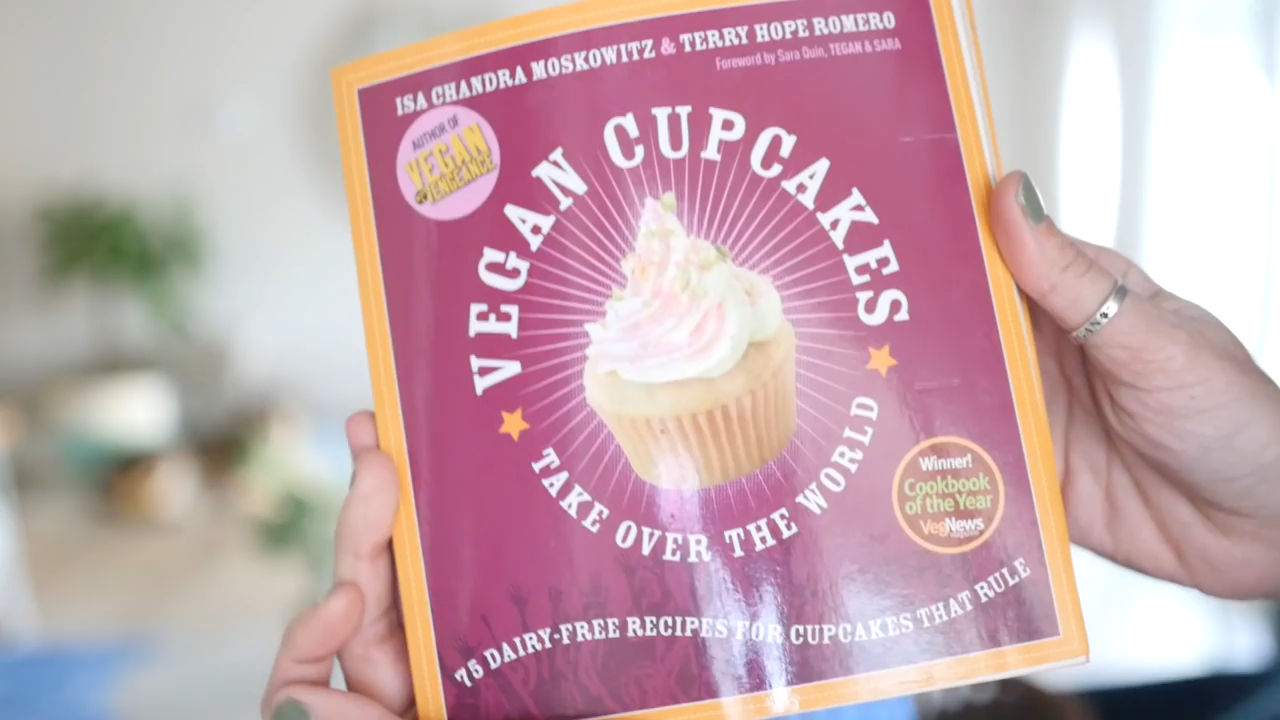 ISA CHANDRA MOSKOWITZ & TERRY HOPE ROMERO
Foreword by Sara Quin, TEGAN & SARA
AUTHOR OF
VEGAN
WITH A
VENGEANCE
VEGAN CUPCAKES
TAKE OVER THE WORLD
Winner!
Cookbook
of the Year
VegNews
magazine
75 DAIRY-FREE RECIPES FOR CUPCAKES THAT RULE